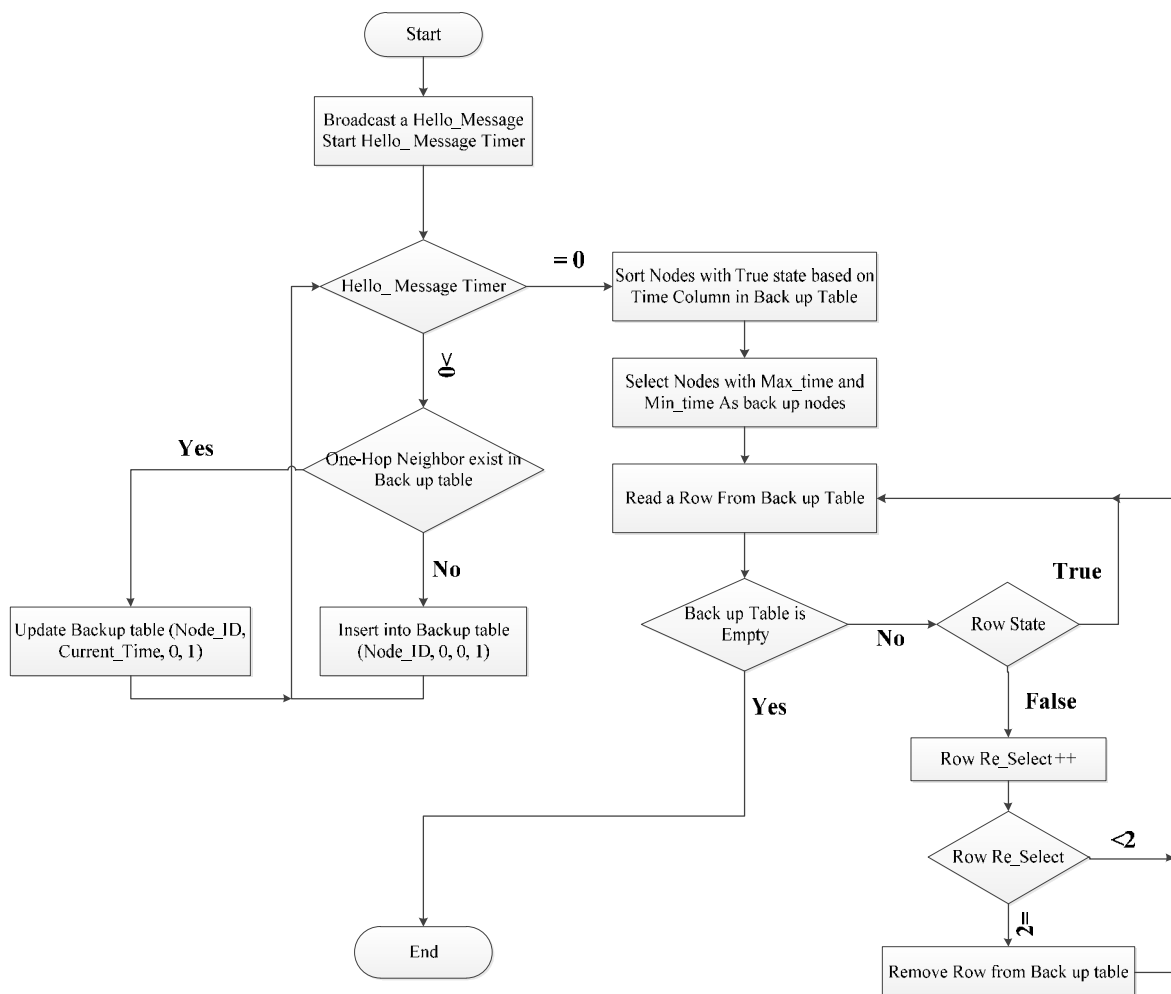 Start
Broadcast a Hello_Message
Start Hello_ Message Timer
Hello_ Message Timer
= 0
>0
Sort Nodes with True state based on
Time Column in Back up Table
Select Nodes with Max_time and
Min_time As back up nodes
One-Hop Neighbor exist in
Back up table
Yes
No
Read a Row From Back up Table
Update Backup table (Node_ID,
Current_Time, 0, 1)
Insert into Backup table
(Node_ID, 0, 0, 1)
Back up Table is
Empty
No
Yes
Row State
True
False
Row Re_Select ++
Row Re_Select
<2
=2
Remove Row from Back up table
End